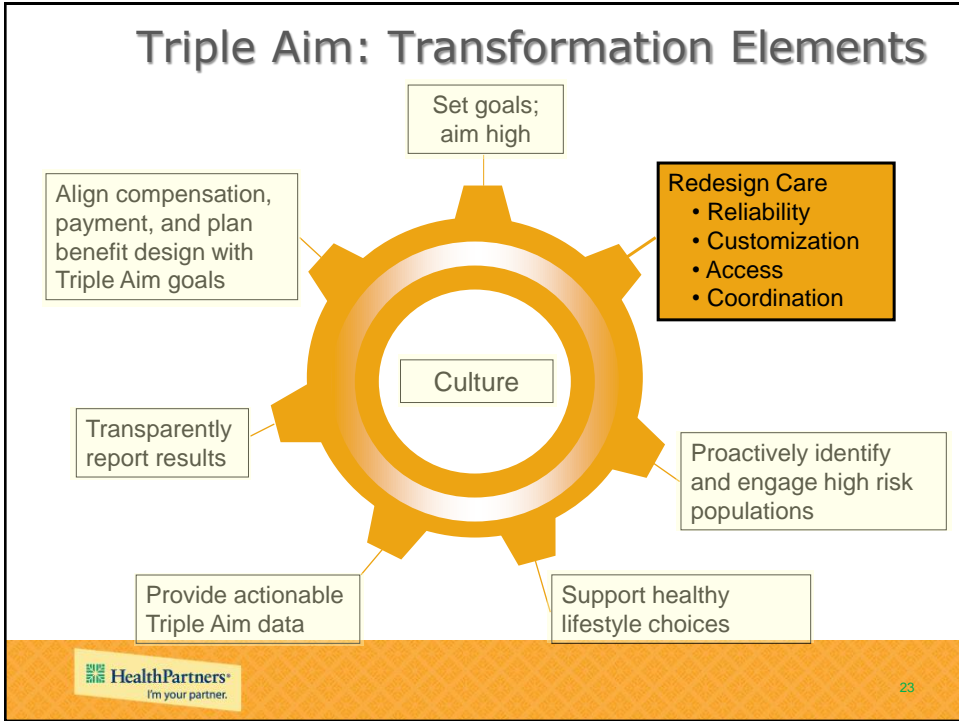 Triple Aim: Transformation Elements
Set goals;
aim high
Redesign Care
• Reliability
• Customization
• Access
• Coordination
Align compensation,
payment, and plan
benefit design with
Triple Aim goals
Culture
Transparently
report results
Proactively identify
and engage high risk
populations
Provide actionable
Triple Aim data
Support healthy
lifestyle choices
HealthPartners®
I'm your partner.
23